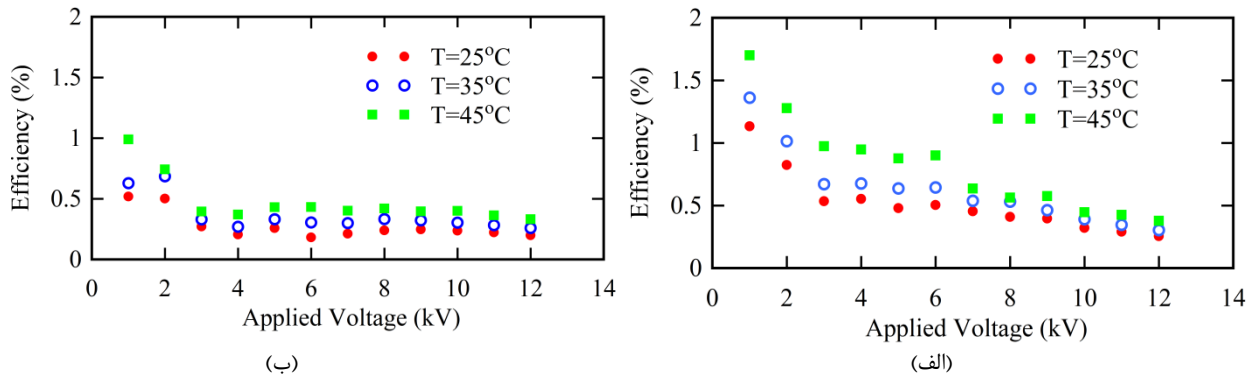 2
1.5
1
0.5
0
Efficiency (%)
T=25°C
T=35°C
T=45°C
0 2 4 6 8 10 12 14
Applied Voltage (kV)
(ب)
2
1.5
1
0.5
0
Efficiency (%)
T=25°C
T=35°C
T=45°C
0 2 4 6 8 10 12 14
Applied Voltage (kV)
(الف)